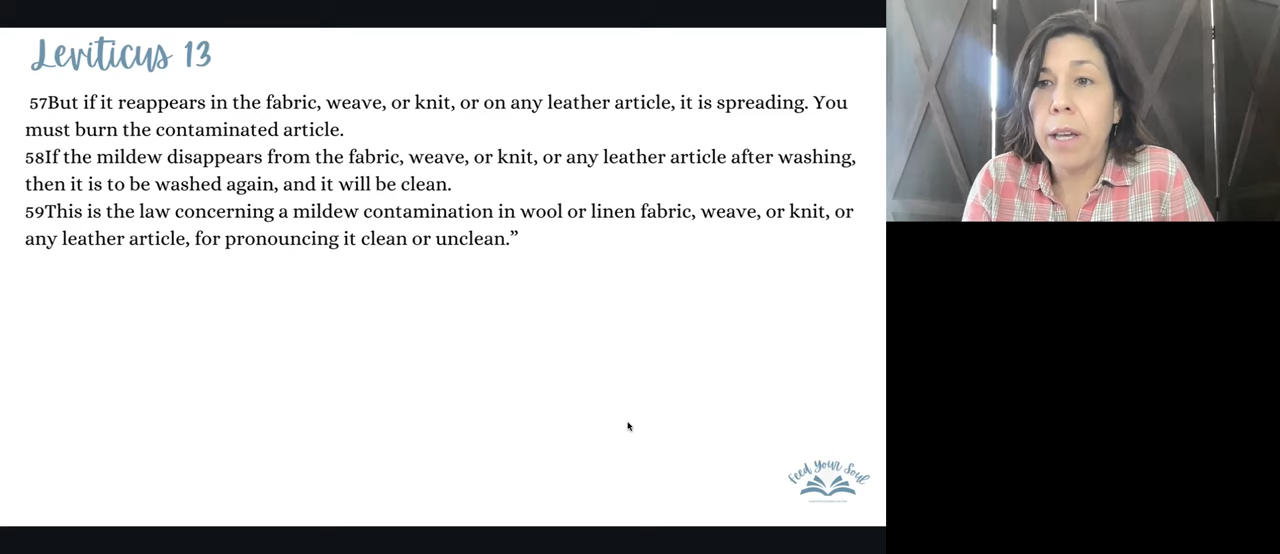 Leviticus 13
57But if it reappears in the fabric, weave, or knit, or on any leather article, it is spreading. You
must burn the contaminated article.
58If the mildew disappears from the fabric, weave, or knit, or any leather article after washing,
then it is to be washed again, and it will be clean.
59This is the law concerning a mildew contamination in wool or linen fabric, weave, or knit, or
any leather article, for pronouncing it clean or unclean.”
Feed Your Soul